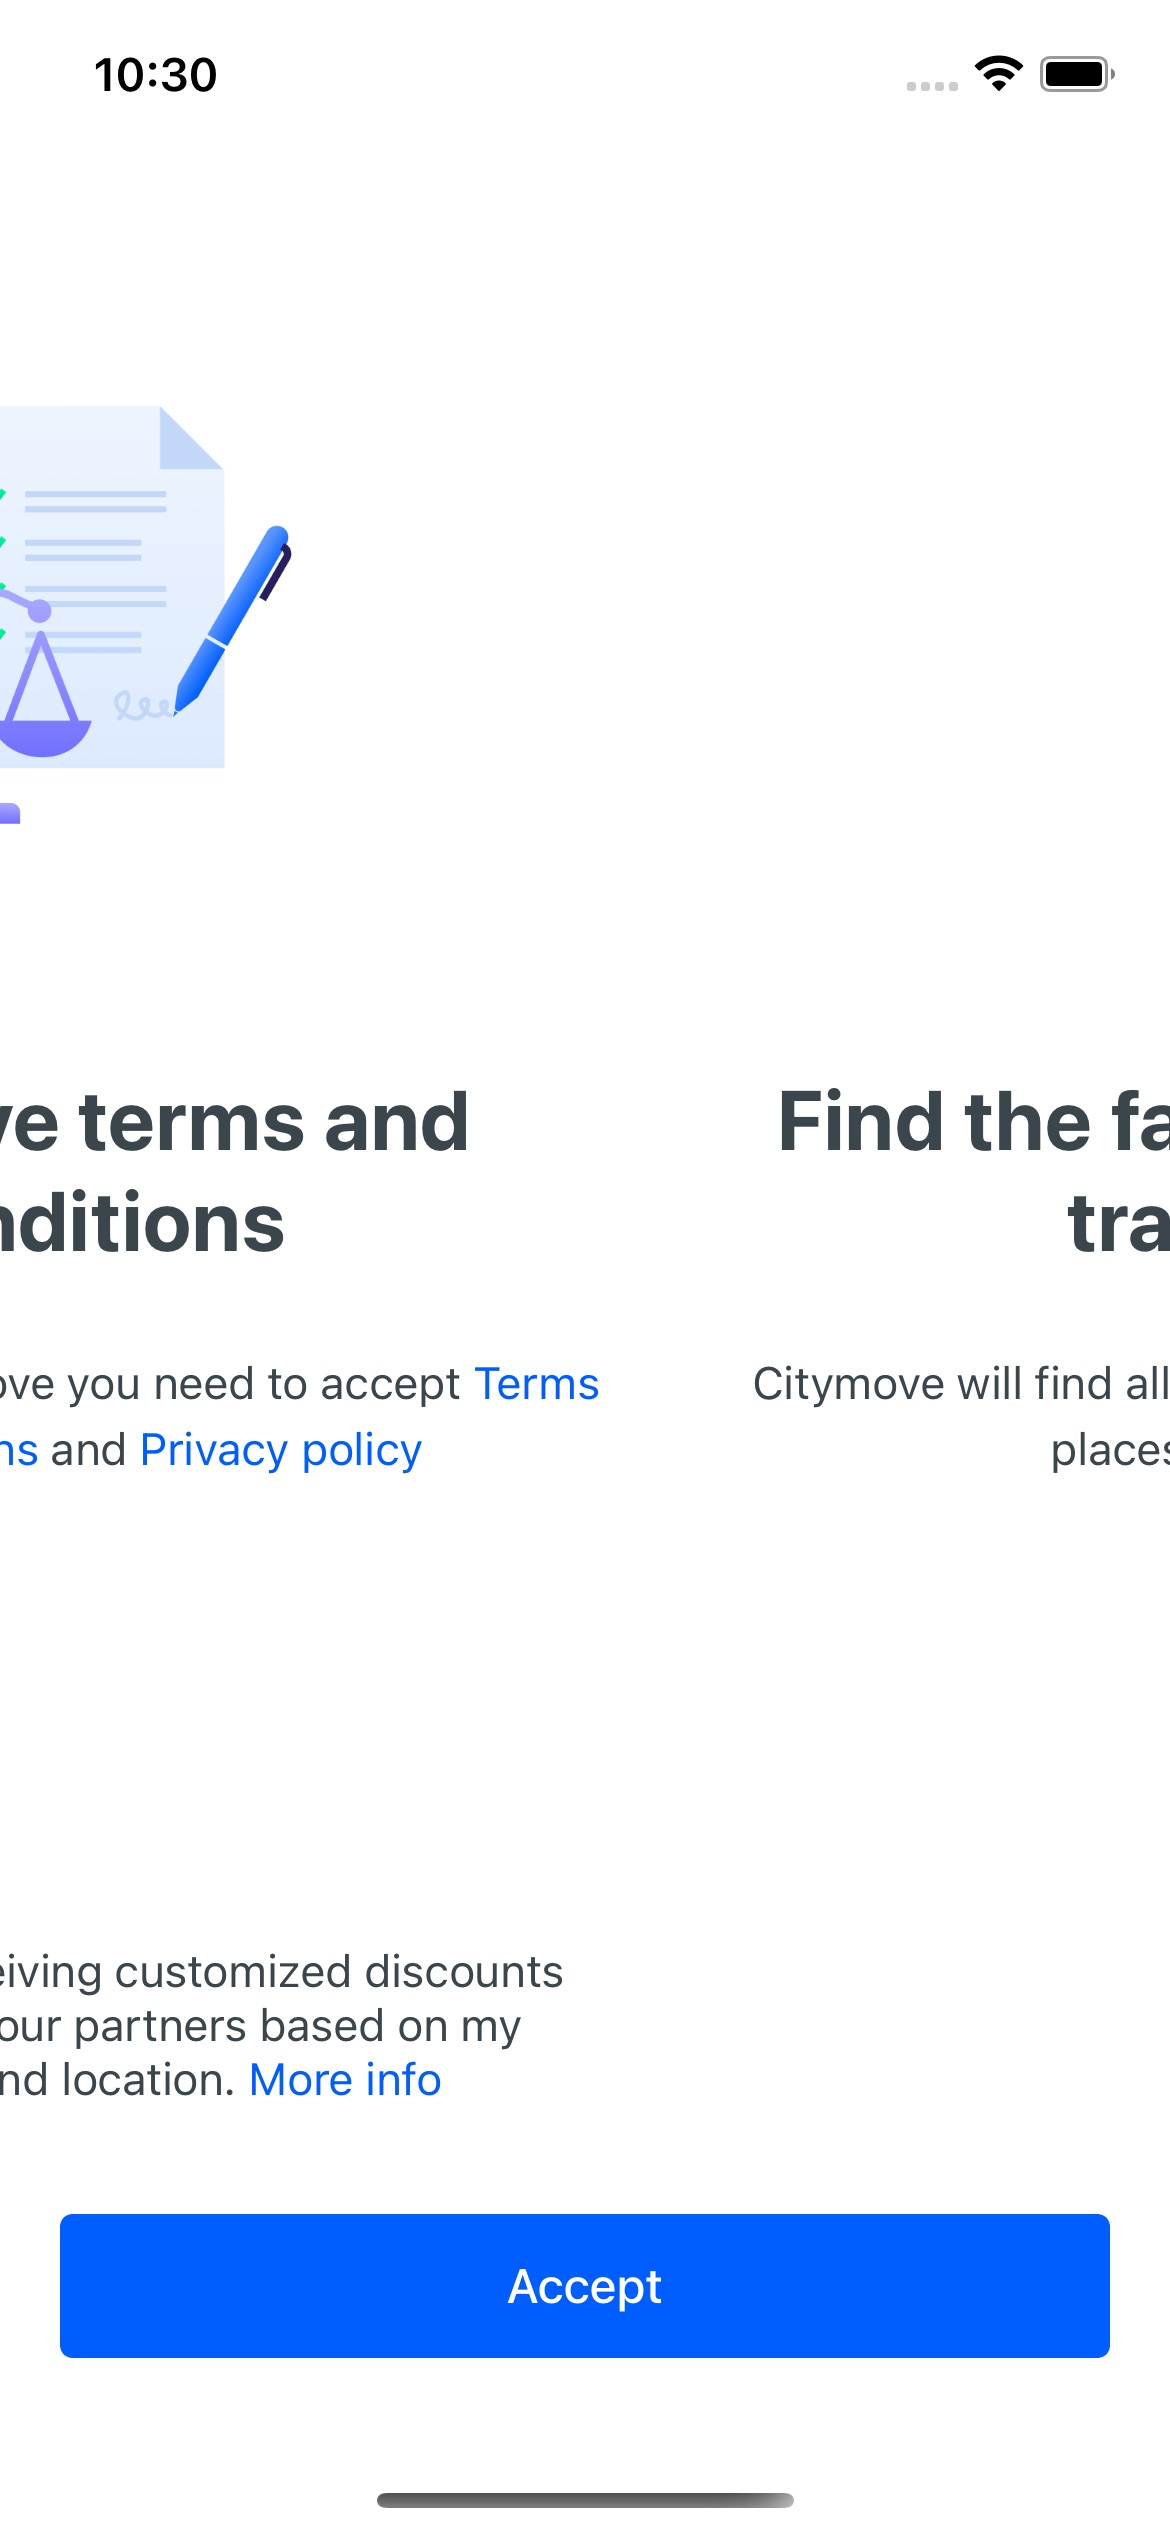 10:30
ve terms and
nditions
Find the fa
tra
ove you need to accept Terms
ns and Privacy policy
Citymove will find all
places
eiving customized discounts
our partners based on my
nd location. More info
Accept